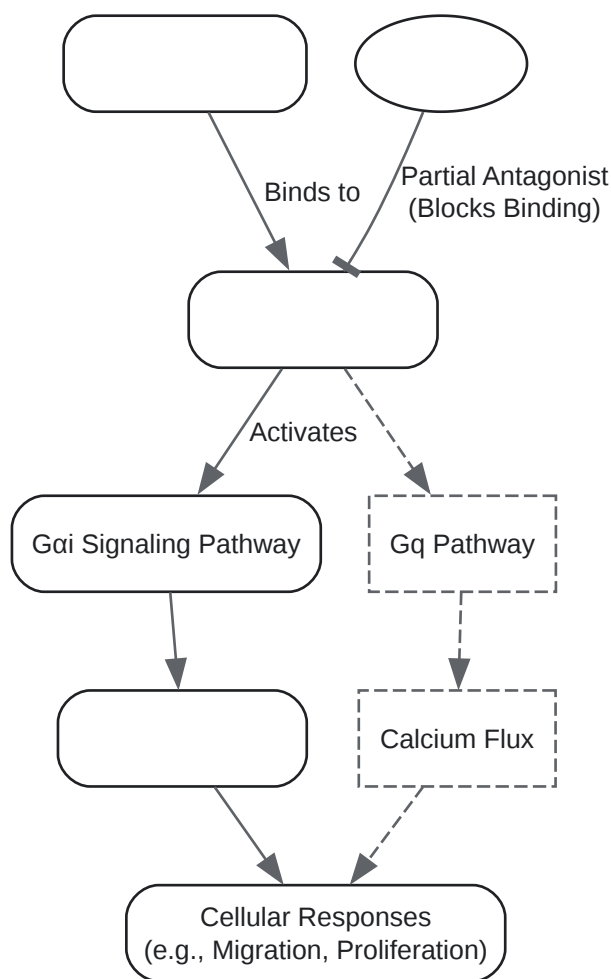 Binds to
Partial Antagonist
(Blocks Binding)
Activates
Gαi Signaling Pathway
Gq Pathway
Calcium Flux
Cellular Responses
(e.g., Migration, Proliferation)